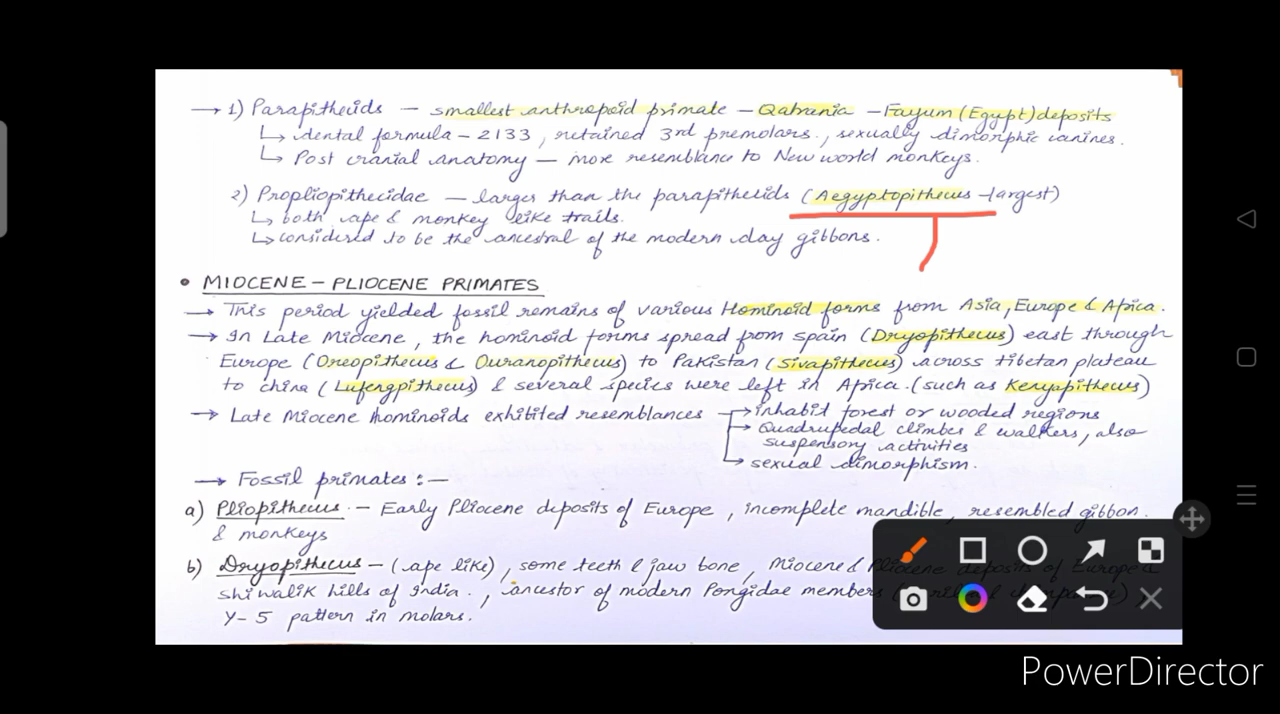 → 1) Parapithecids – smallest anthropoid primate – Qatrania – Fayum (Egypt) deposits
↳ dental formula – 2133, retained 3rd premolars, sexually dimorphic canines.
↳ Post cranial anatomy – more resemblance to New world monkeys.
2) Propliopithecidae – larger than the parapithecids (Aegyptopithecus – largest)
↳ both ape & monkey like traits.
↳ considered to be the ancestral of the modern day gibbons.
• MIOCENE – PLIOCENE PRIMATES
→ This period yielded fossil remains of various Hominoid forms from Asia, Europe & Africa.
→ In Late Miocene, the hominoid forms spread from spain (Dryopithecus) east through
Europe (Oreopithecus & Ouranopithecus) to Pakistan (Sivapithecus) across tibetan plateau
to china (Lufengpithecus) & several species were left in Africa. (such as Kenyapithecus)
→ Late Miocene hominoids exhibited resemblances → inhabit forest or wooded regions
→ Quadrupedal climber & walkers, also
suspensory activities
↳ sexual dimorphism.
→ Fossil primates :–
a) Pliopithecus – Early Pliocene deposits of Europe, incomplete mandible, resembled gibbon
& monkeys
b) Dryopithecus – (ape like), some teeth & jaw bone, Miocene & Pliocene deposits of Europe &
shiwalik hills of India., ancestor of modern Pongidae members
Y-5 pattern in molars.
PowerDirector